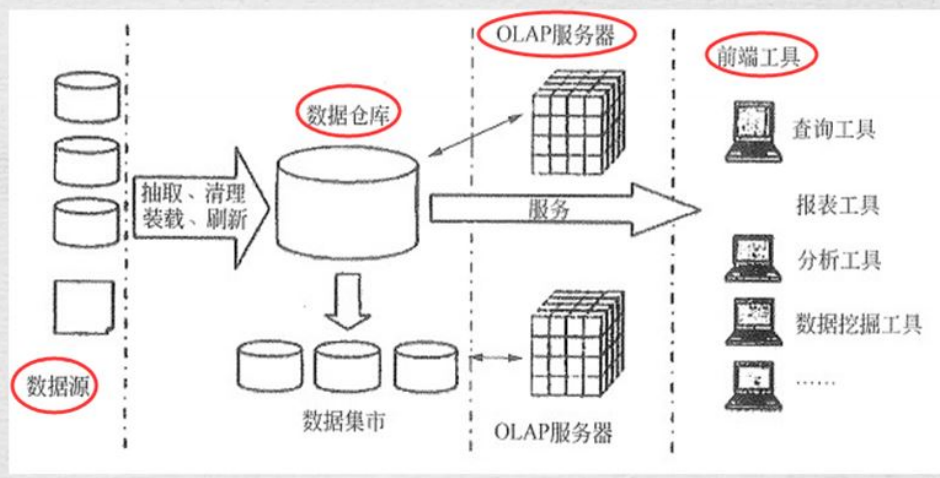 OLAP服务器
前端工具
数据仓库
查询工具
抽取、清理
装载、刷新
服务
报表工具
分析工具
数据挖掘工具
数据源
……
数据集市
OLAP服务器